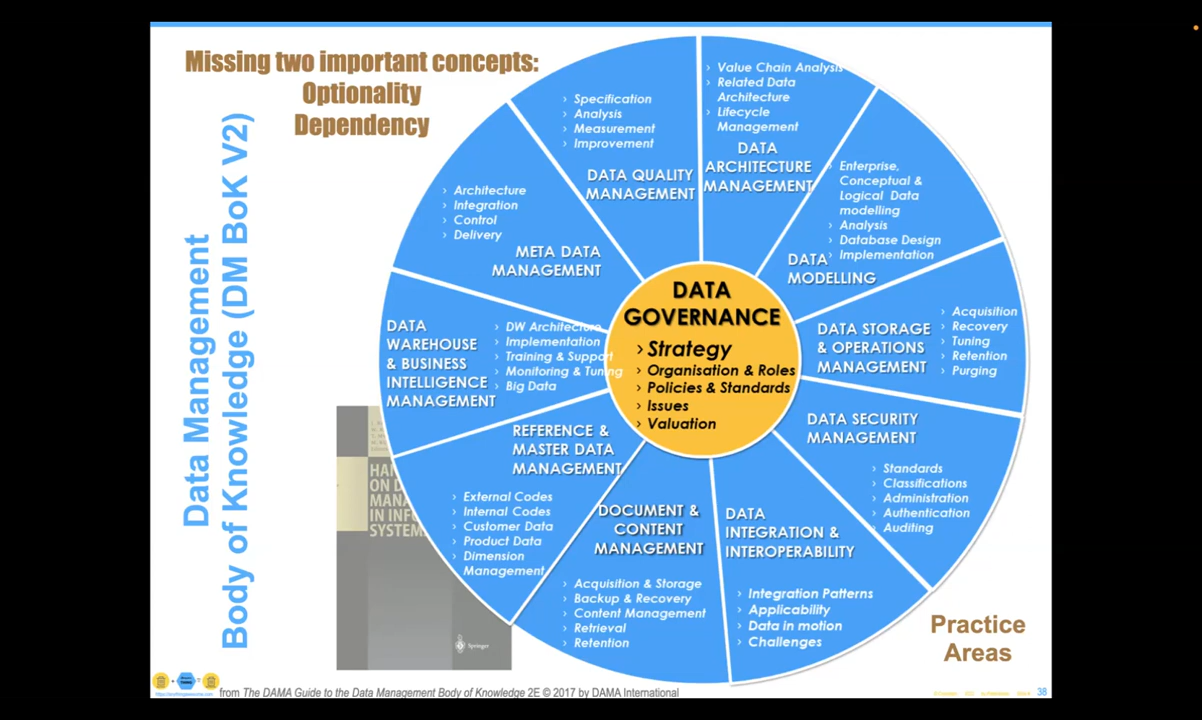 Missing two important concepts:
Optionality
Dependency
Data Management
Body of Knowledge (DM BoK V2)
› Specification
› Analysis
› Measurement
› Improvement
DATA QUALITY
MANAGEMENT
› Value Chain Analysis
› Related Data
Architecture
› Lifecycle
Management
DATA
ARCHITECTURE
MANAGEMENT
› Enterprise,
Conceptual &
Logical Data
modelling
› Analysis
› Database Design
› Implementation
DATA
MODELLING
DATA STORAGE
& OPERATIONS
MANAGEMENT
› Acquisition
› Recovery
› Tuning
› Retention
› Purging
DATA SECURITY
MANAGEMENT
› Standards
› Classifications
› Administration
› Authentication
› Auditing
DATA
INTEGRATION &
INTEROPERABILITY
› Integration Patterns
› Applicability
› Data in motion
› Challenges
DOCUMENT &
CONTENT
MANAGEMENT
› Acquisition & Storage
› Backup & Recovery
› Content Management
› Retrieval
› Retention
REFERENCE &
MASTER DATA
MANAGEMENT
› External Codes
› Internal Codes
› Customer Data
› Product Data
› Dimension
Management
DATA
WAREHOUSE
& BUSINESS
INTELLIGENCE
MANAGEMENT
› DW Architecture
› Implementation
› Training & Support
› Monitoring & Tuning
› Big Data
› Architecture
› Integration
› Control
› Delivery
META DATA
MANAGEMENT
DATA
GOVERNANCE
› Strategy
› Organisation & Roles
› Policies & Standards
› Issues
› Valuation
HAN
ON D
MANA
IN INFO
SYSTEM
Springer
Practice
Areas
from The DAMA Guide to the Data Management Body of Knowledge 2E © 2017 by DAMA International
38